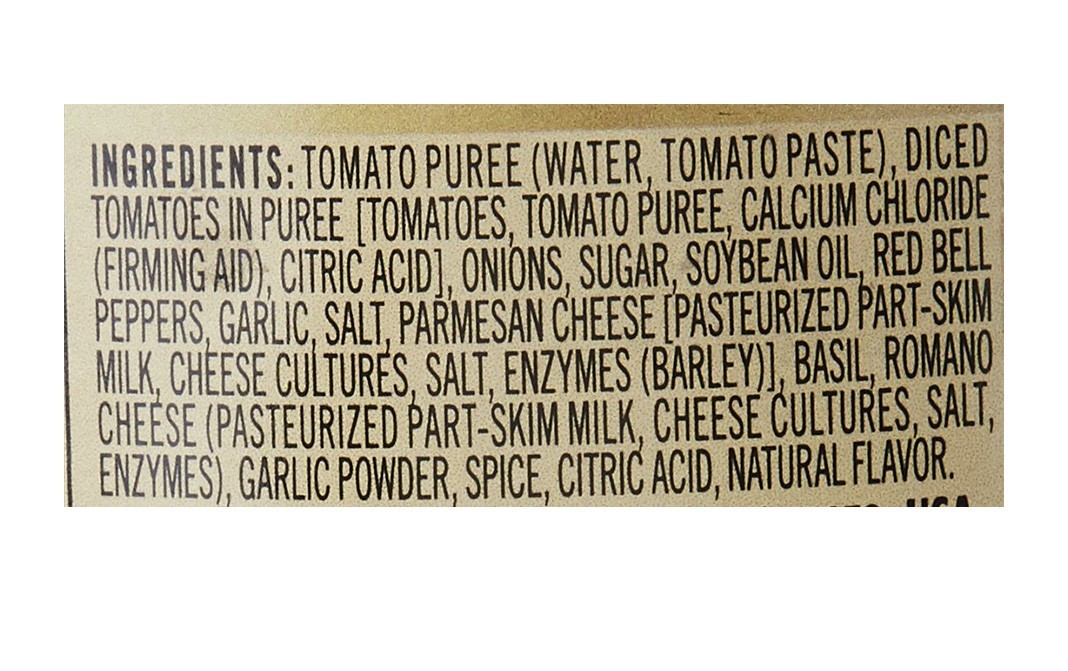 INGREDIENTS: TOMATO PUREE (WATER, TOMATO PASTE), DICED
TOMATOES IN PUREE [TOMATOES, TOMATO PUREE, CALCIUM CHLORIDE
(FIRMING AID), CITRIC ACID], ONIONS, SUGAR, SOYBEAN OIL, RED BELL
PEPPERS, GARLIC, SALT, PARMESAN CHEESE [PASTEURIZED PART-SKIM
MILK, CHEESE CULTURES, SALT, ENZYMES (BARLEY)], BASIL, ROMANO
CHEESE (PASTEURIZED PART-SKIM MILK, CHEESE CULTURES, SALT,
ENZYMES), GARLIC POWDER, SPICE, CITRIC ACID, NATURAL FLAVOR.
USA